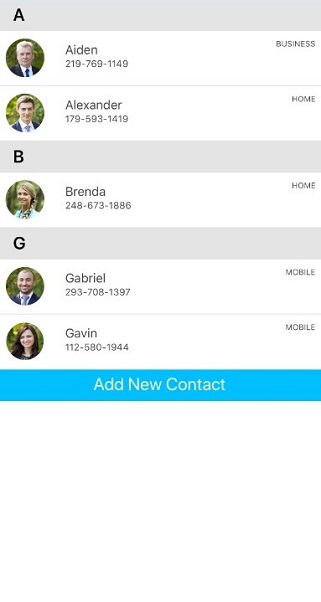 A
Aiden
BUSINESS
219-769-1149
Alexander
HOME
179-593-1419
B
Brenda
HOME
248-673-1886
G
Gabriel
MOBILE
293-708-1397
Gavin
MOBILE
112-580-1944
Add New Contact